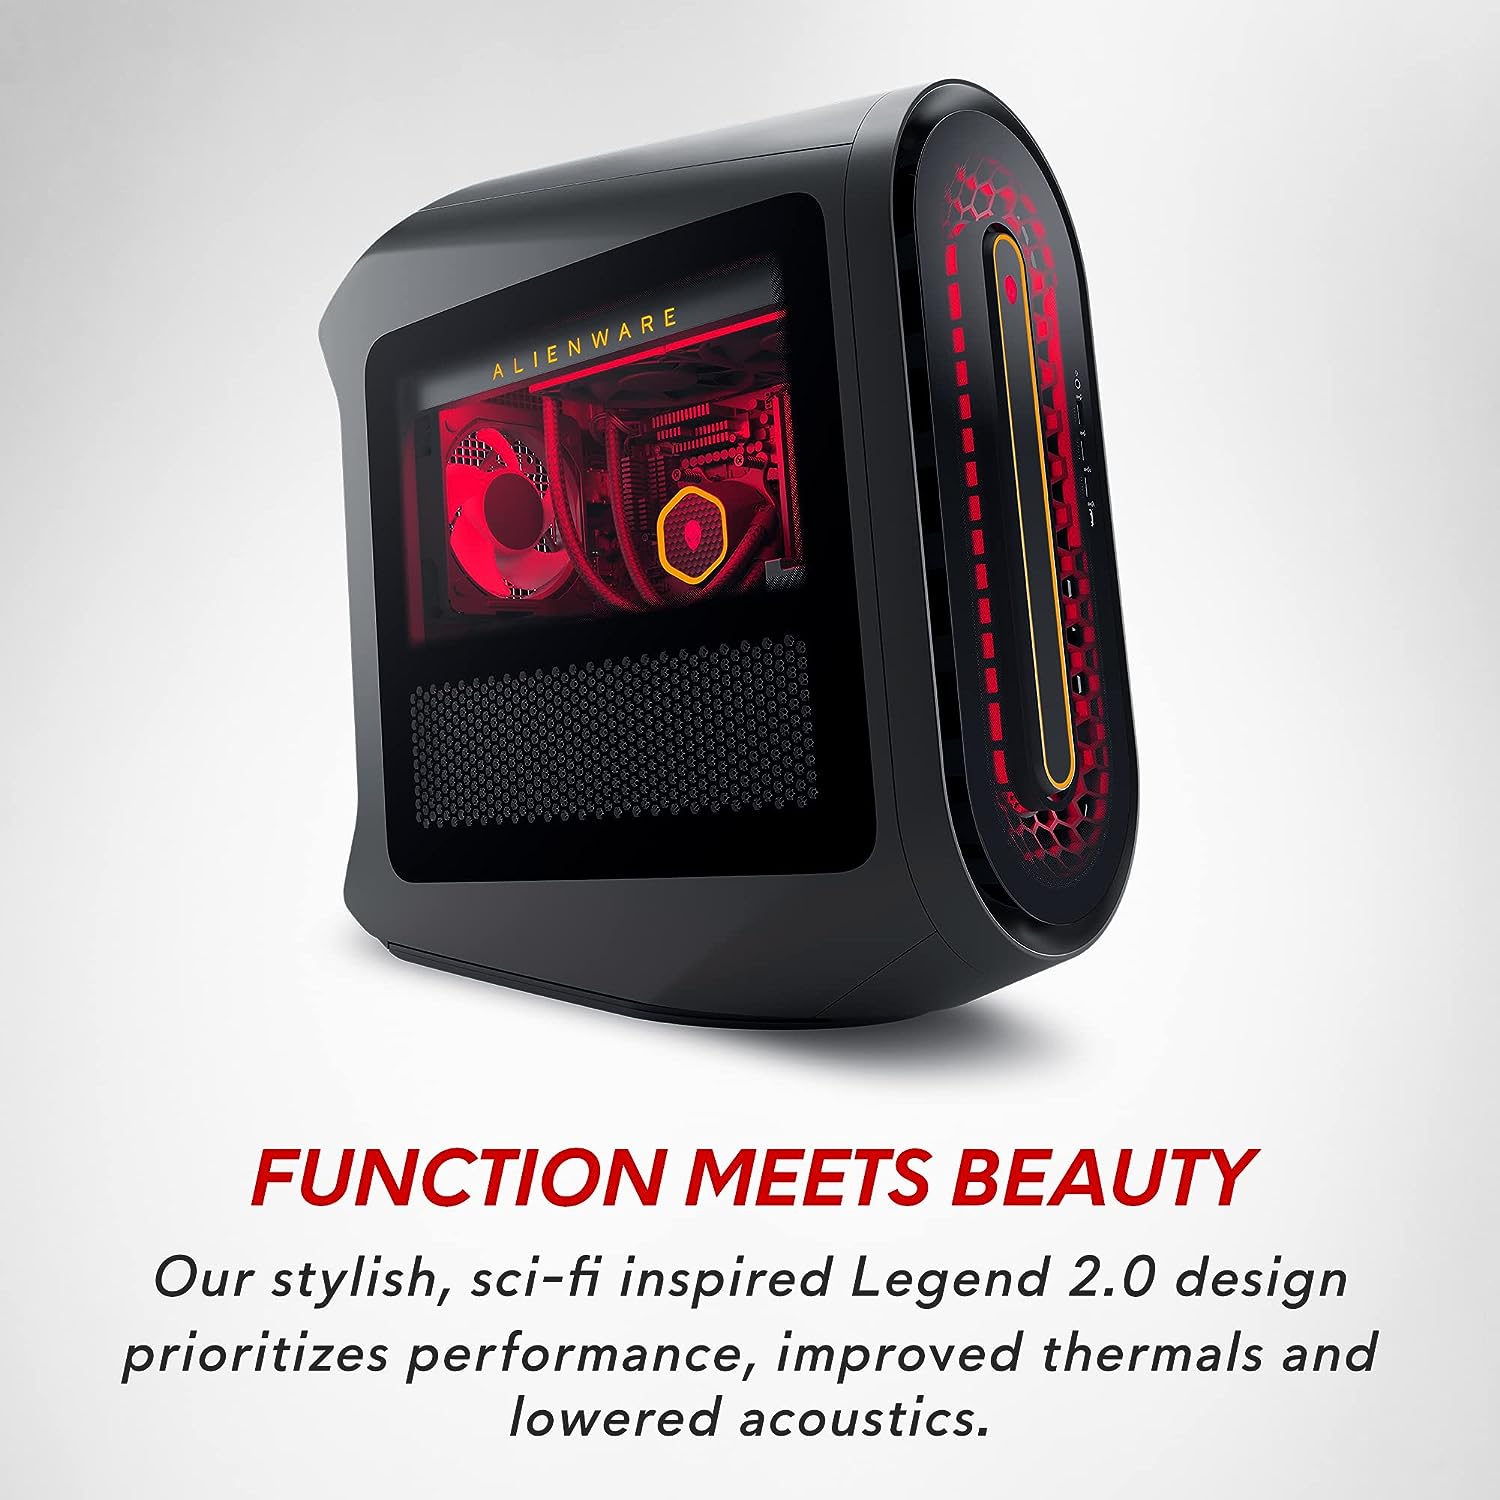 ALIENWARE
FUNCTION MEETS BEAUTY
Our stylish, sci-fi inspired Legend 2.0 design
prioritizes performance, improved thermals and
lowered acoustics.